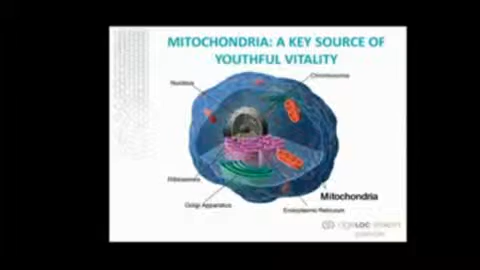 MITOCHONDRIA: A KEY SOURCE OF
YOUTHFUL VITALITY
Chromosome
Nucleus
Ribosomes
Mitochondria
Golgi Apparatus
Endoplasmic Reticulum